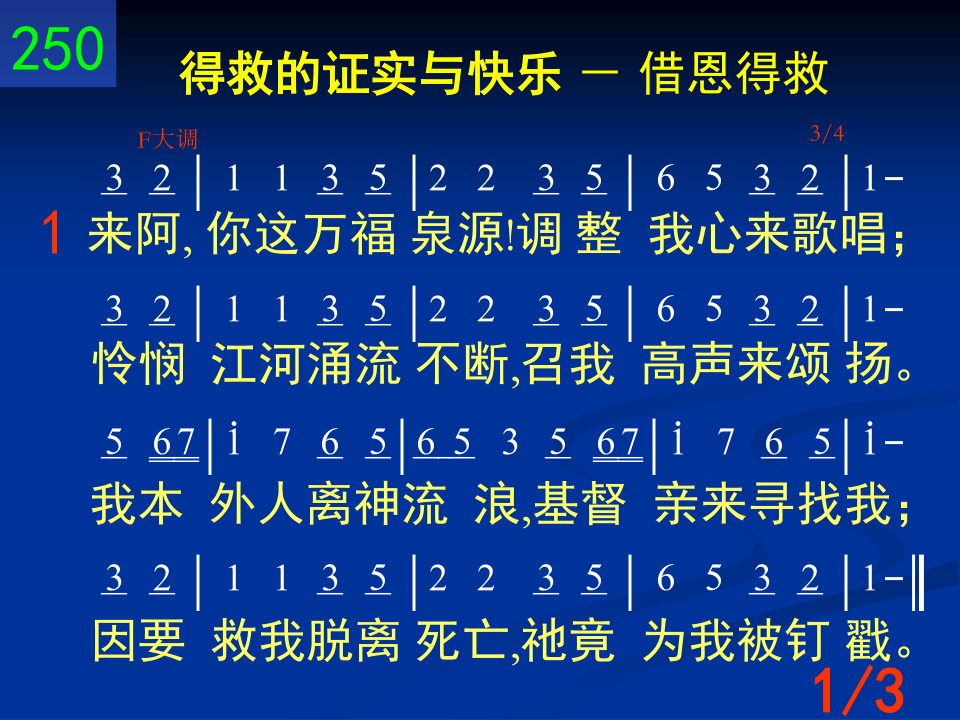 250
得救的证实与快乐 － 借恩得救
F大调 3/4
3 2 | 1 1 3 5 | 2 2 3 5 | 6 5 3 2 | 1－
1 来阿, 你这万福 泉源!调 整 我心来歌唱；
3 2 | 1 1 3 5 | 2 2 3 5 | 6 5 3 2 | 1－
怜悯 江河涌流 不断,召我 高声来颂 扬。
5 67 | i 7 6 5 | 6 5 3 5 67 | i 7 6 5 | i－
我本 外人离神流 浪,基督 亲来寻找我；
3 2 | 1 1 3 5 | 2 2 3 5 | 6 5 3 2 | 1－‖
因要 救我脱离 死亡,祂竟 为我被钉 戳。
1/3